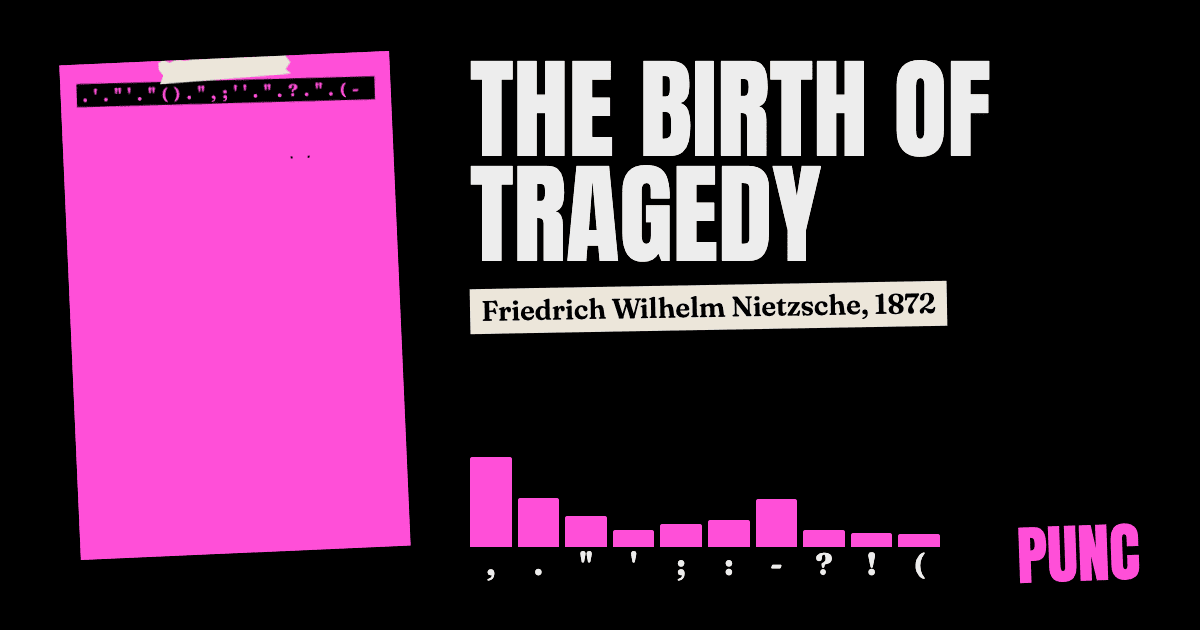 .'."'."().",;''.".?.".(-
. .
THE BIRTH OF
TRAGEDY
Friedrich Wilhelm Nietzsche, 1872
, . " ' ; : - ? ! (
PUNC